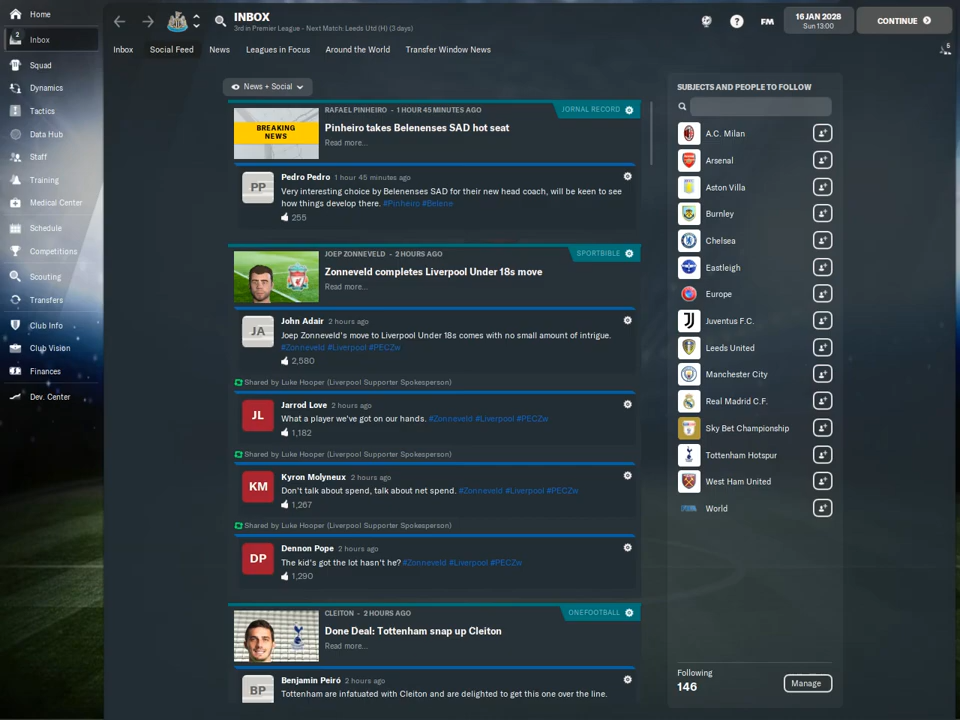 Home
2
Inbox
Squad
Dynamics
Tactics
Data Hub
Staff
Training
Medical Center
Schedule
Competitions
Scouting
Transfers
Club Info
Club Vision
Finances
Dev. Center
INBOX
3rd in Premier League - Next Match: Leeds Utd (H) (3 days)
?
FM
16 JAN 2028
Sun 13:00
CONTINUE
Inbox
Social Feed
News
Leagues in Focus
Around the World
Transfer Window News
5
News + Social
RAFAEL PINHEIRO - 1 HOUR 45 MINUTES AGO
JORNAL RECORD
BREAKING
NEWS
Pinheiro takes Belenenses SAD hot seat
Read more...
PP
Pedro Pedro 1 hour 45 minutes ago
Very interesting choice by Belenenses SAD for their new head coach, will be keen to see
how things develop there. #Pinheiro #Belene
255
JOEP ZONNEVELD - 2 HOURS AGO
SPORTBIBLE
Zonneveld completes Liverpool Under 18s move
Read more...
JA
John Adair 2 hours ago
Joep Zonneveld's move to Liverpool Under 18s comes with no small amount of intrigue.
#Zonneveld #Liverpool #PECZw
2,580
Shared by Luke Hooper (Liverpool Supporter Spokesperson)
JL
Jarrod Love 2 hours ago
What a player we've got on our hands. #Zonneveld #Liverpool #PECZw
1,182
Shared by Luke Hooper (Liverpool Supporter Spokesperson)
KM
Kyron Molyneux 2 hours ago
Don't talk about spend, talk about net spend. #Zonneveld #Liverpool #PECZw
1,267
Shared by Luke Hooper (Liverpool Supporter Spokesperson)
DP
Dennon Pope 2 hours ago
The kid's got the lot hasn't he? #Zonneveld #Liverpool #PECZw
1,290
CLEITON - 2 HOURS AGO
ONEFOOTBALL
Done Deal: Tottenham snap up Cleiton
Read more...
BP
Benjamin Peiró 2 hours ago
Tottenham are infatuated with Cleiton and are delighted to get this one over the line.
SUBJECTS AND PEOPLE TO FOLLOW
A.C. Milan
Arsenal
Aston Villa
Burnley
Chelsea
Eastleigh
Europe
Juventus F.C.
Leeds United
Manchester City
Real Madrid C.F.
Sky Bet Championship
Tottenham Hotspur
West Ham United
World
Following
146
Manage